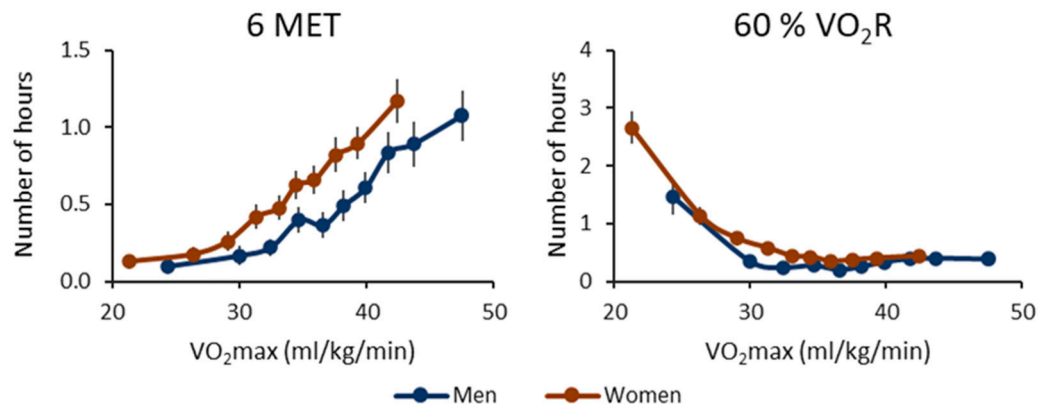 6 MET
Number of hours
1.5
1.0
0.5
0.0
20 30 40 50
VO₂max (ml/kg/min)
60 % VO₂R
Number of hours
4
3
2
1
0
20 30 40 50
VO₂max (ml/kg/min)
Men Women